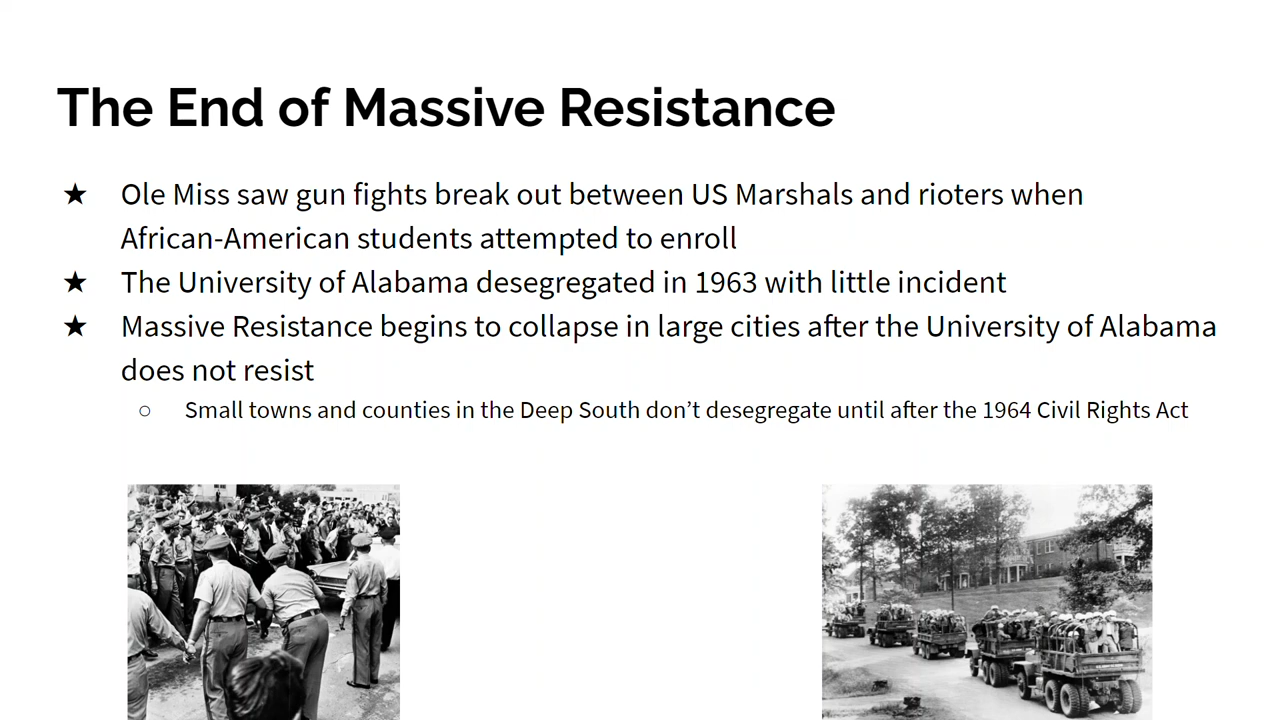 The End of Massive Resistance
★ Ole Miss saw gun fights break out between US Marshals and rioters when
African-American students attempted to enroll
★ The University of Alabama desegregated in 1963 with little incident
★ Massive Resistance begins to collapse in large cities after the University of Alabama
does not resist
○ Small towns and counties in the Deep South don’t desegregate until after the 1964 Civil Rights Act